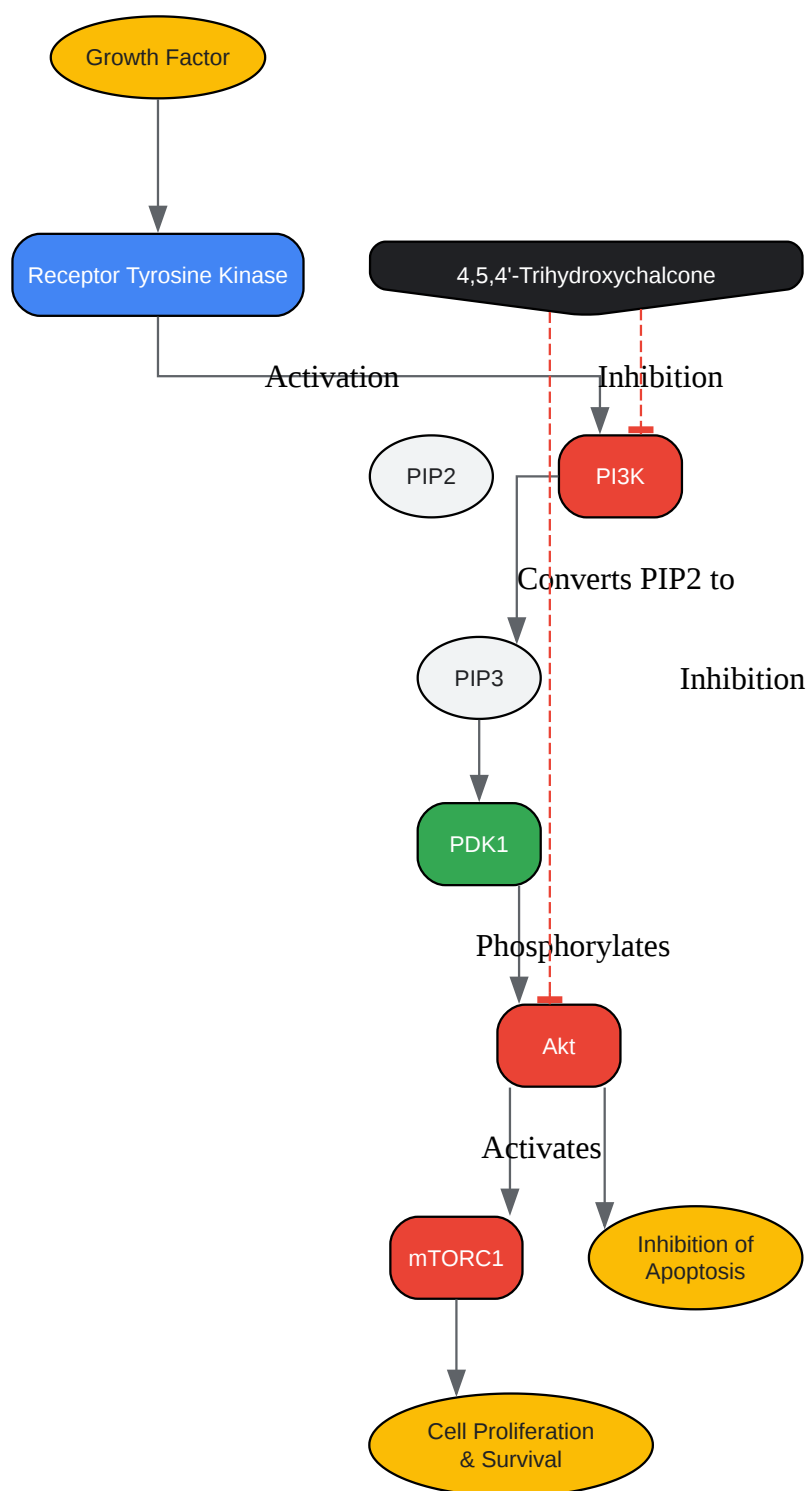 Growth Factor
Receptor Tyrosine Kinase
4,5,4'-Trihydroxychalcone
Activation
Inhibition
PIP2
PI3K
Converts PIP2 to
PIP3
Inhibition
PDK1
Phosphorylates
Akt
Activates
mTORC1
Inhibition of
Apoptosis
Cell Proliferation
& Survival